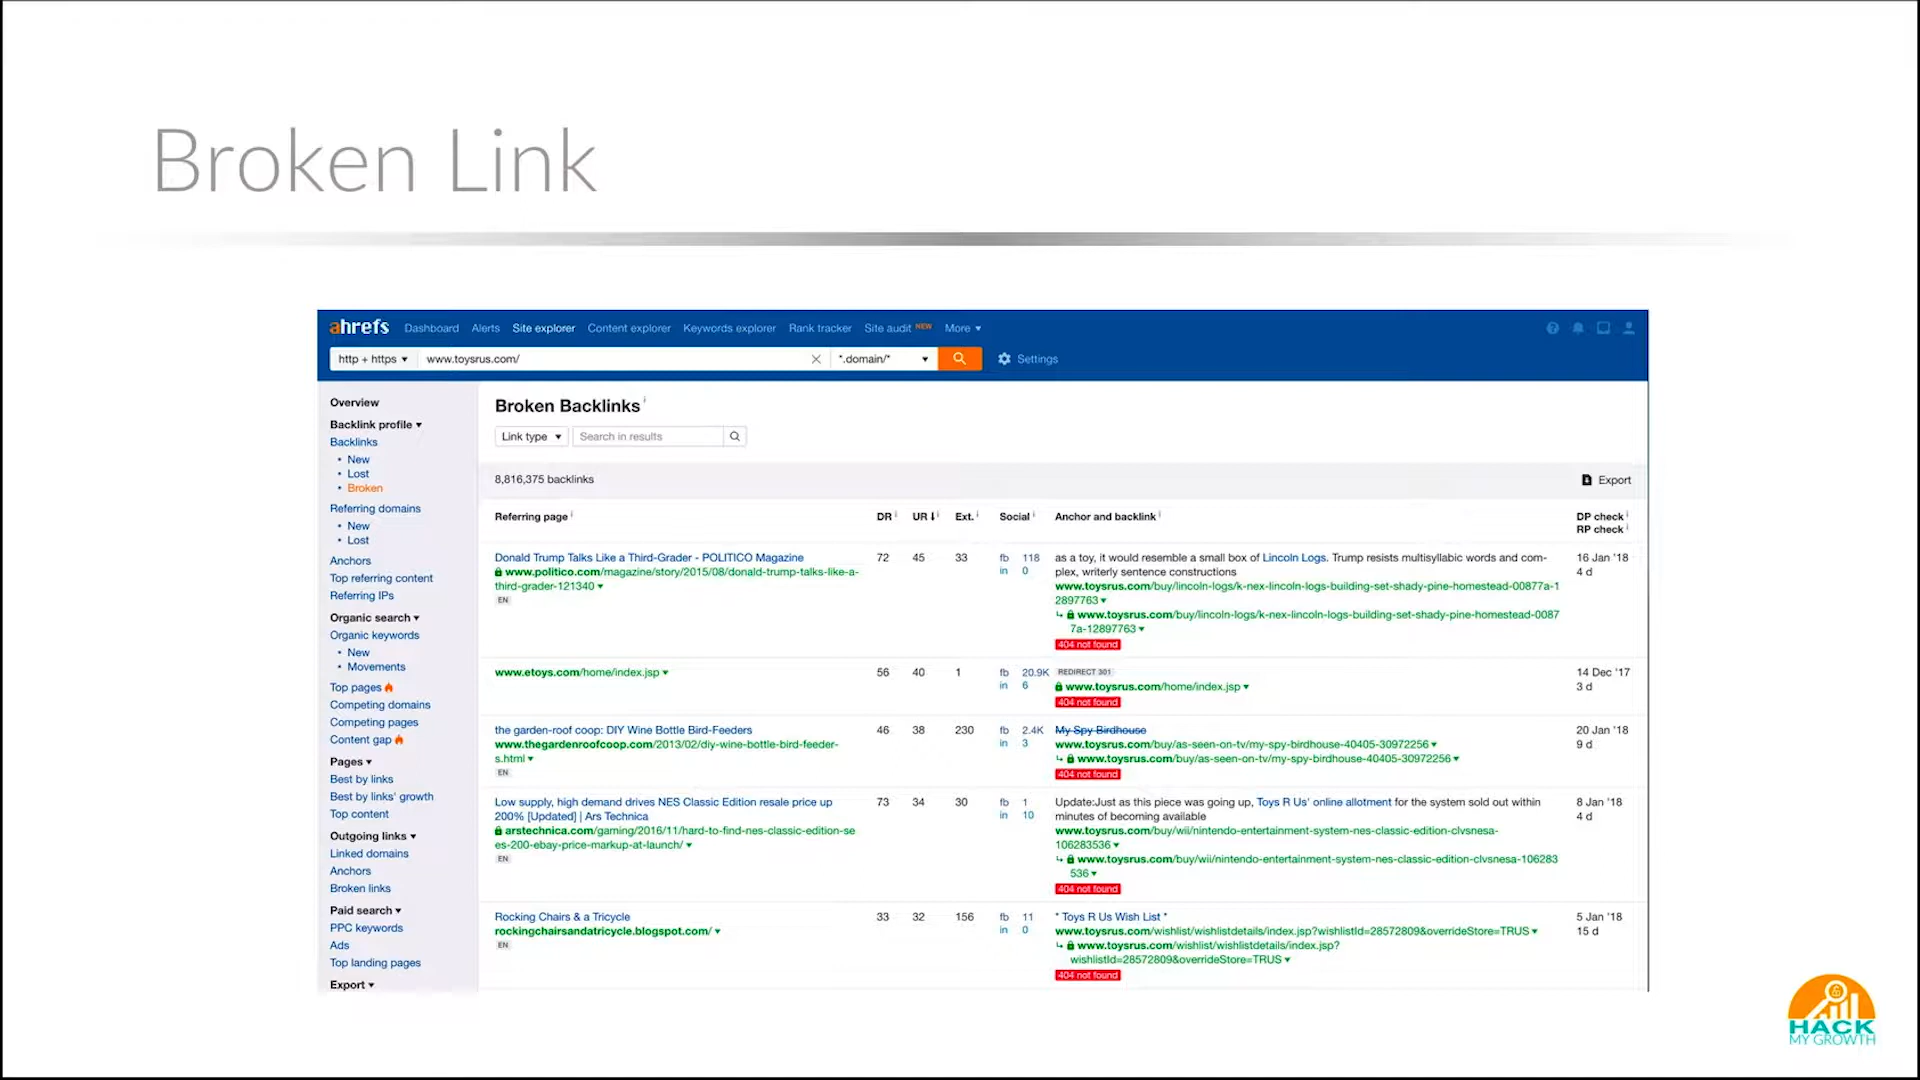 Broken Link
ahrefs Dashboard Alerts Site explorer Content explorer Keywords explorer Rank tracker Site audit NEW More
http + https www.toysrus.com/ *.domain/* Settings
Overview
Backlink profile
Backlinks
New
Lost
Broken
Referring domains
New
Lost
Anchors
Top referring content
Referring IPs
Organic search
Organic keywords
New
Movements
Top pages
Competing domains
Competing pages
Content gap
Pages
Best by links
Best by links' growth
Top content
Outgoing links
Linked domains
Anchors
Broken links
Paid search
PPC keywords
Ads
Top landing pages
Export
Broken Backlinks
Link type Search in results
8,816,375 backlinks Export
Referring page DR UR Ext. Social Anchor and backlink DP check
RP check
Donald Trump Talks Like a Third-Grader - POLITICO Magazine
www.politico.com/magazine/story/2015/08/donald-trump-talks-like-a-
third-grader-121340
EN
72 45 33
fb 118
in 0
as a toy, it would resemble a small box of Lincoln Logs. Trump resists multisyllabic words and com-
plex, writerly sentence constructions
www.toysrus.com/buy/lincoln-logs/k-nex-lincoln-logs-building-set-shady-pine-homestead-00877a-1
2897763
www.toysrus.com/buy/lincoln-logs/k-nex-lincoln-logs-building-set-shady-pine-homestead-0087
7a-12897763
404 not found
16 Jan '18
4 d
www.etoys.com/home/index.jsp
56 40 1
fb 20.9K
in 6
REDIRECT 301
www.toysrus.com/home/index.jsp
404 not found
14 Dec '17
3 d
the garden-roof coop: DIY Wine Bottle Bird-Feeders
www.thegardenroofcoop.com/2013/02/diy-wine-bottle-bird-feeder-
s.html
EN
46 38 230
fb 2.4K
in 3
My Spy Birdhouse
www.toysrus.com/buy/as-seen-on-tv/my-spy-birdhouse-40405-30972256
www.toysrus.com/buy/as-seen-on-tv/my-spy-birdhouse-40405-30972256
404 not found
20 Jan '18
9 d
Low supply, high demand drives NES Classic Edition resale price up
200% [Updated] | Ars Technica
arstechnica.com/gaming/2016/11/hard-to-find-nes-classic-edition-se-
es-200-ebay-price-markup-at-launch/
EN
73 34 30
fb 1
in 10
Update:Just as this piece was going up, Toys R Us' online allotment for the system sold out within
minutes of becoming available
www.toysrus.com/buy/wii/nintendo-entertainment-system-nes-classic-edition-clvsnesa-
106283536
www.toysrus.com/buy/wii/nintendo-entertainment-system-nes-classic-edition-clvsnesa-106283
536
404 not found
8 Jan '18
4 d
Rocking Chairs & a Tricycle
rockingchairsandatricycle.blogspot.com/
EN
33 32 156
fb 11
in 0
* Toys R Us Wish List *
www.toysrus.com/wishlist/wishlistdetails/index.jsp?wishlistId=28572809&overrideStore=TRUS
www.toysrus.com/wishlist/wishlistdetails/index.jsp?
wishlistId=28572809&overrideStore=TRUS
404 not found
5 Jan '18
15 d
HACK
MY GROWTH